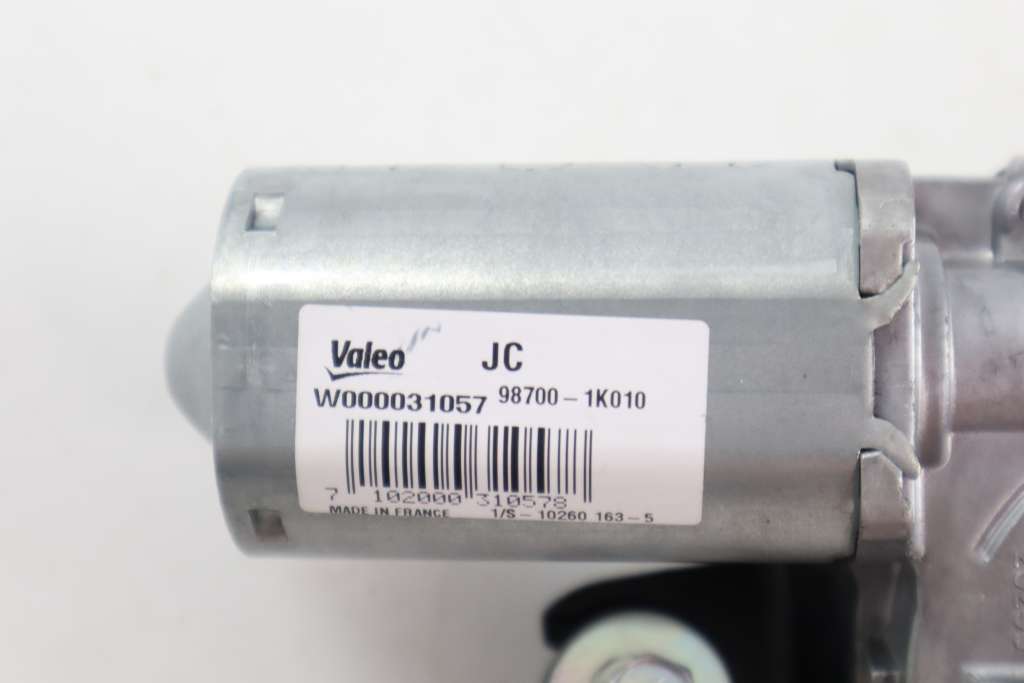 Valeo JC
W000031057 98700-1K010
7 102000 310578
MADE IN FRANCE 1/S-10260 163-5